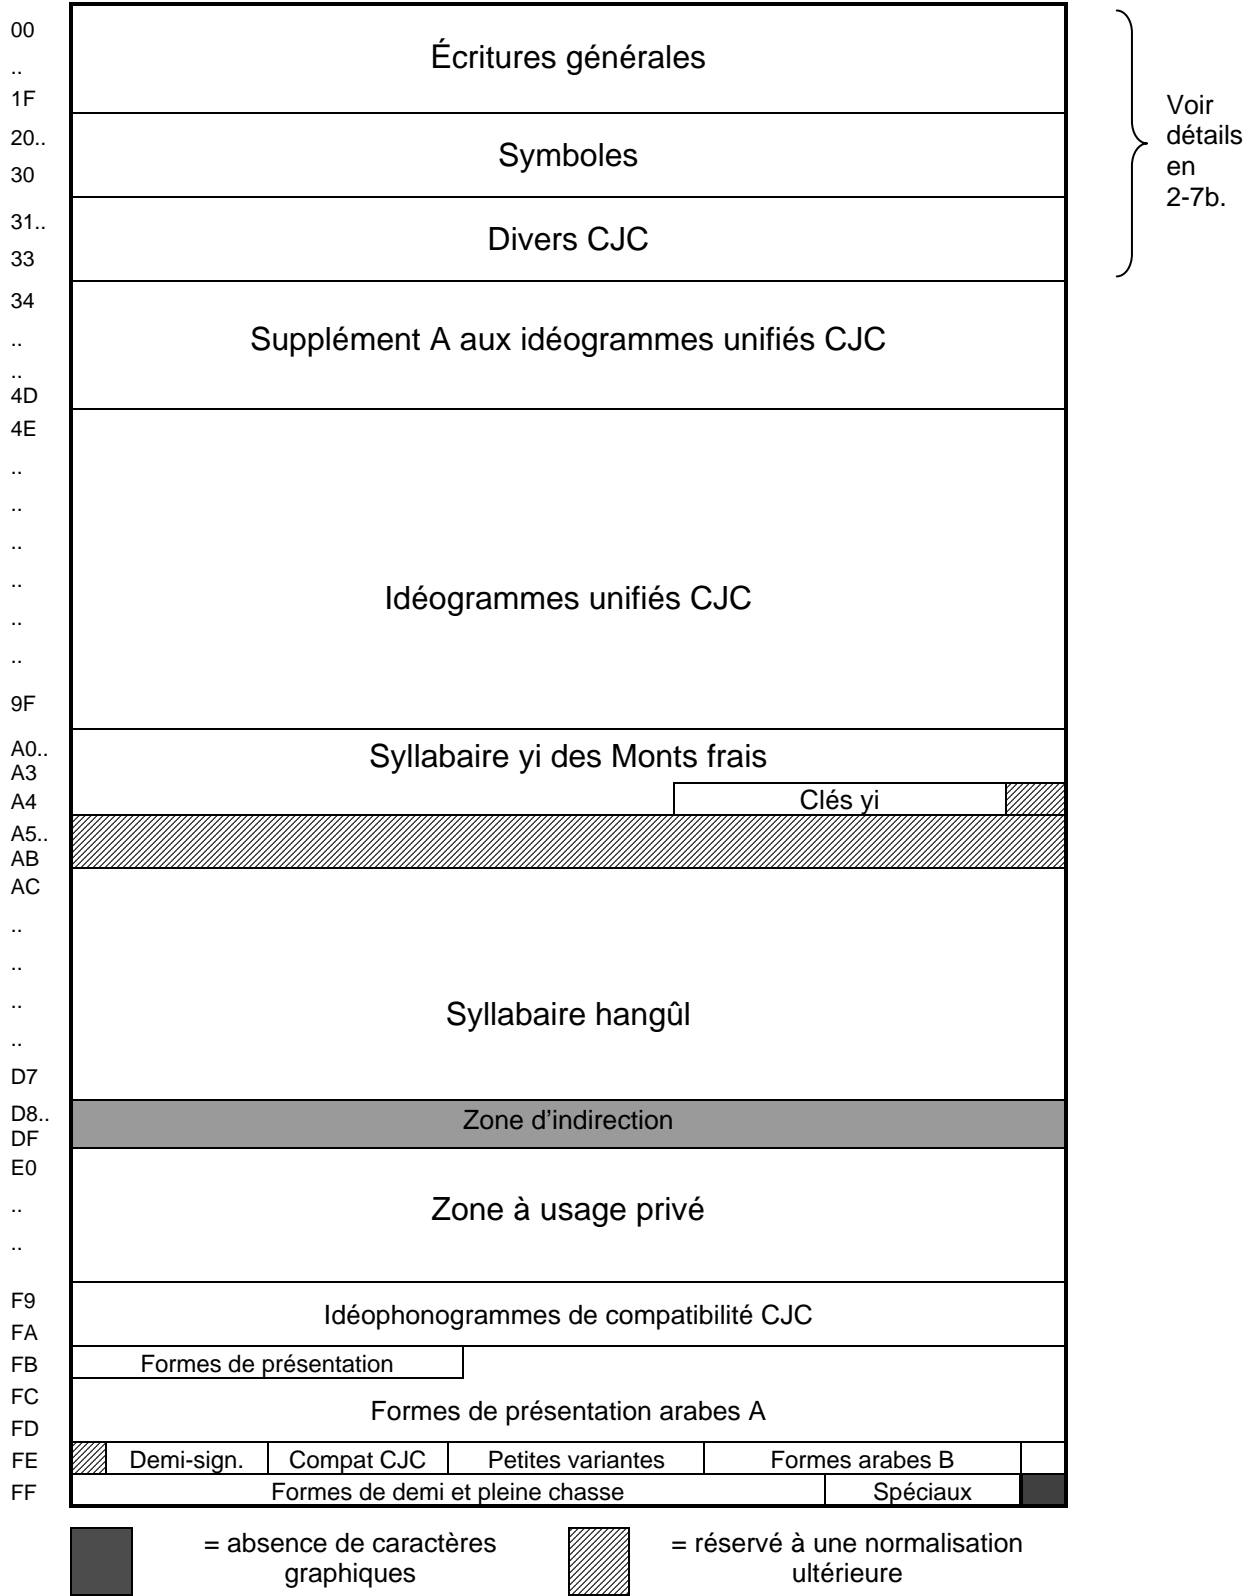 00
Écritures générales
..
1F
Voir
détails
en
2-7b.
20..
Symboles
30
31..
Divers CJC
33
34
Supplément A aux idéogrammes unifiés CJC
..
..
4D
4E
..
..
..
..
Idéogrammes unifiés CJC
..
..
9F
A0..
Syllabaire yi des Monts frais
A3
A4
Clés yi
A5..
AB
AC
..
..
..
Syllabaire hangûl
..
D7
D8..
Zone d'indirection
DF
E0
..
Zone à usage privé
..
F9
Idéophonogrammes de compatibilité CJC
FA
FB
Formes de présentation
FC
Formes de présentation arabes A
FD
FE
Demi-sign.
Compat CJC
Petites variantes
Formes arabes B
FF
Formes de demi et pleine chasse
Spéciaux
= absence de caractères
graphiques
= réservé à une normalisation
ultérieure